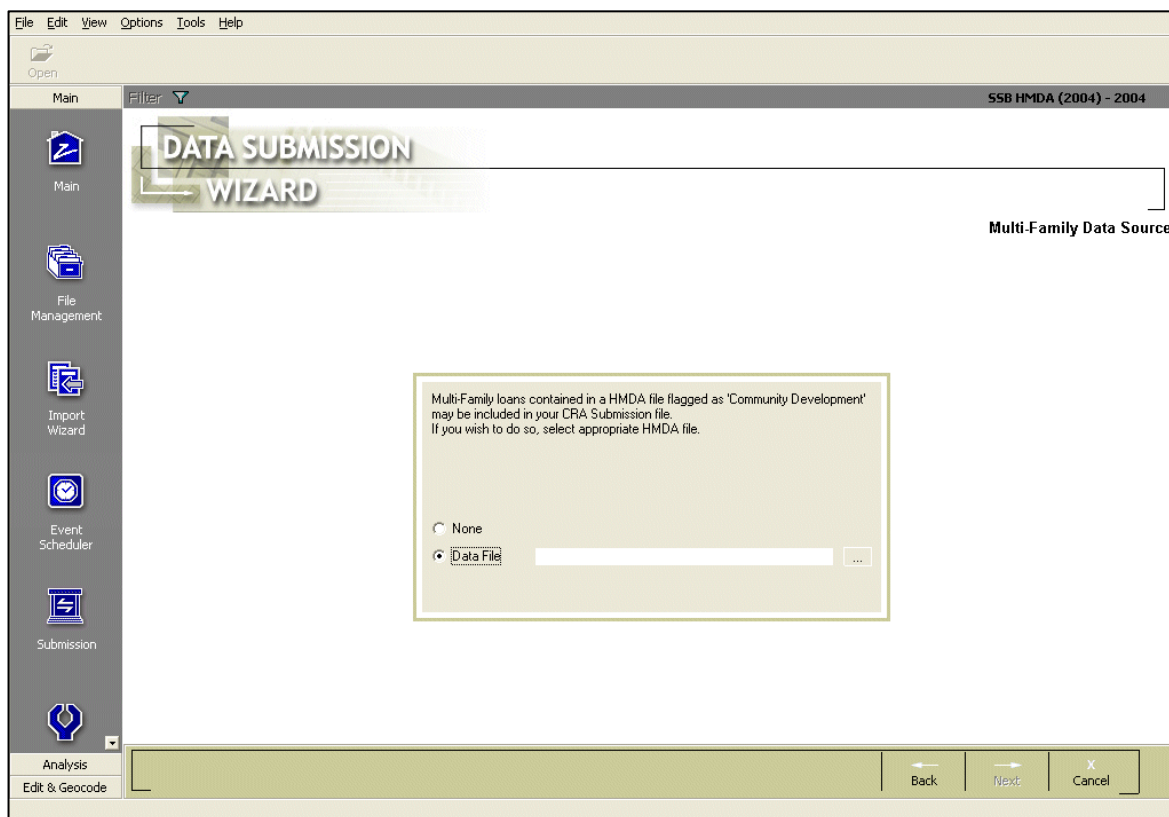 File Edit View Options Tools Help
Open
Main
Filter
SSB HMDA (2004) - 2004
DATA SUBMISSION
WIZARD
Multi-Family Data Source
Main
File
Management
Import
Wizard
Event
Scheduler
Submission
Multi-Family loans contained in a HMDA file flagged as 'Community Development'
may be included in your CRA Submission file.
If you wish to do so, select appropriate HMDA file.
None
Data File
...
Analysis
Edit & Geocode
Back
Next
X
Cancel